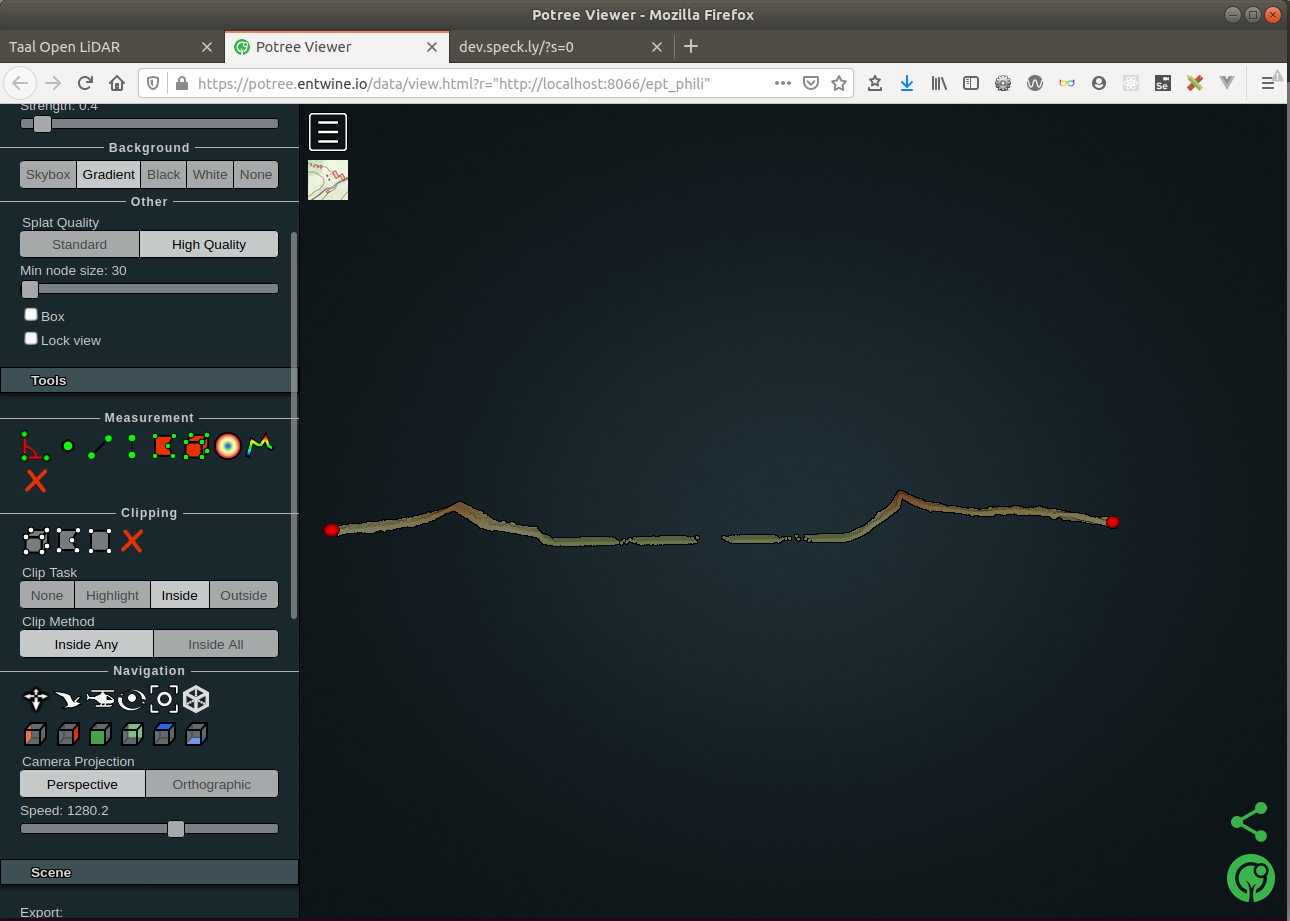 Potree Viewer - Mozilla Firefox
Taal Open LiDAR
Potree Viewer
dev.speck.ly/?s=0
https://potree.entwine.io/data/view.html?r="http://localhost:8066/ept_phili"
Strength: 0.4
Background
Skybox Gradient Black White None
Other
Splat Quality
Standard High Quality
Min node size: 30
Box
Lock view
Tools
Measurement
Clipping
Clip Task
None Highlight Inside Outside
Clip Method
Inside Any Inside All
Navigation
Camera Projection
Perspective Orthographic
Speed: 1280.2
Scene
Export:
Se